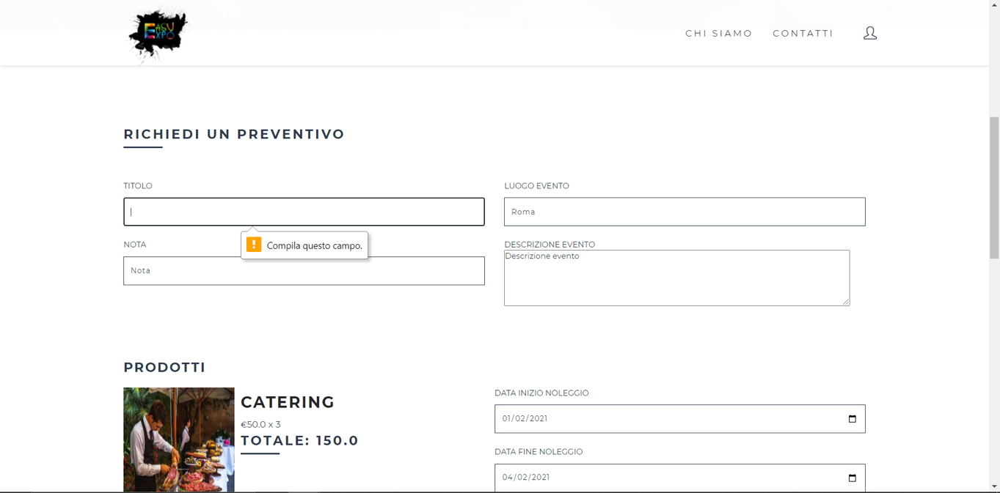 EASY
EXPO
CHI SIAMO
CONTATTI
RICHIEDI UN PREVENTIVO
TITOLO
LUOGO EVENTO
Roma
Compila questo campo.
NOTA
Nota
DESCRIZIONE EVENTO
Descrizione evento
PRODOTTI
CATERING
€50.0 x 3
TOTALE: 150.0
DATA INIZIO NOLEGGIO
01/02/2021
DATA FINE NOLEGGIO
04/02/2021